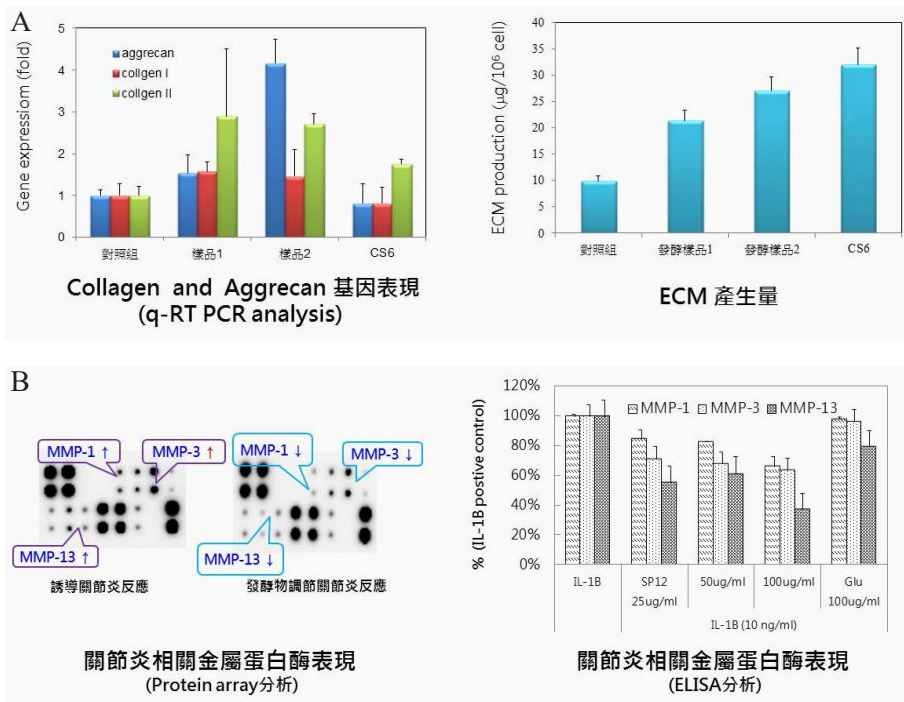 A
Gene expressiom (fold)
5
4
3
2
1
0
aggrecan
collgen I
collgen II
對照組
樣品1
樣品2
CS6
Collagen and Aggrecan 基因表現
(q-RT PCR analysis)
ECM production (μg/10⁶ cell)
40
35
30
25
20
15
10
5
0
對照組
發酵樣品1
發酵樣品2
CS6
ECM 產生量
B
MMP-1 ↑
MMP-3 ↑
MMP-13 ↑
誘導關節炎反應
MMP-1 ↓
MMP-3 ↓
MMP-13 ↓
發酵物調節關節炎反應
關節炎相關金屬蛋白酶表現
(Protein array分析)
% (IL-1B postive control)
120%
100%
80%
60%
40%
20%
0%
MMP-1
MMP-3
MMP-13
IL-1B
SP12
25ug/ml
50ug/ml
100ug/ml
Glu
100ug/ml
IL-1B (10 ng/ml)
關節炎相關金屬蛋白酶表現
(ELISA分析)